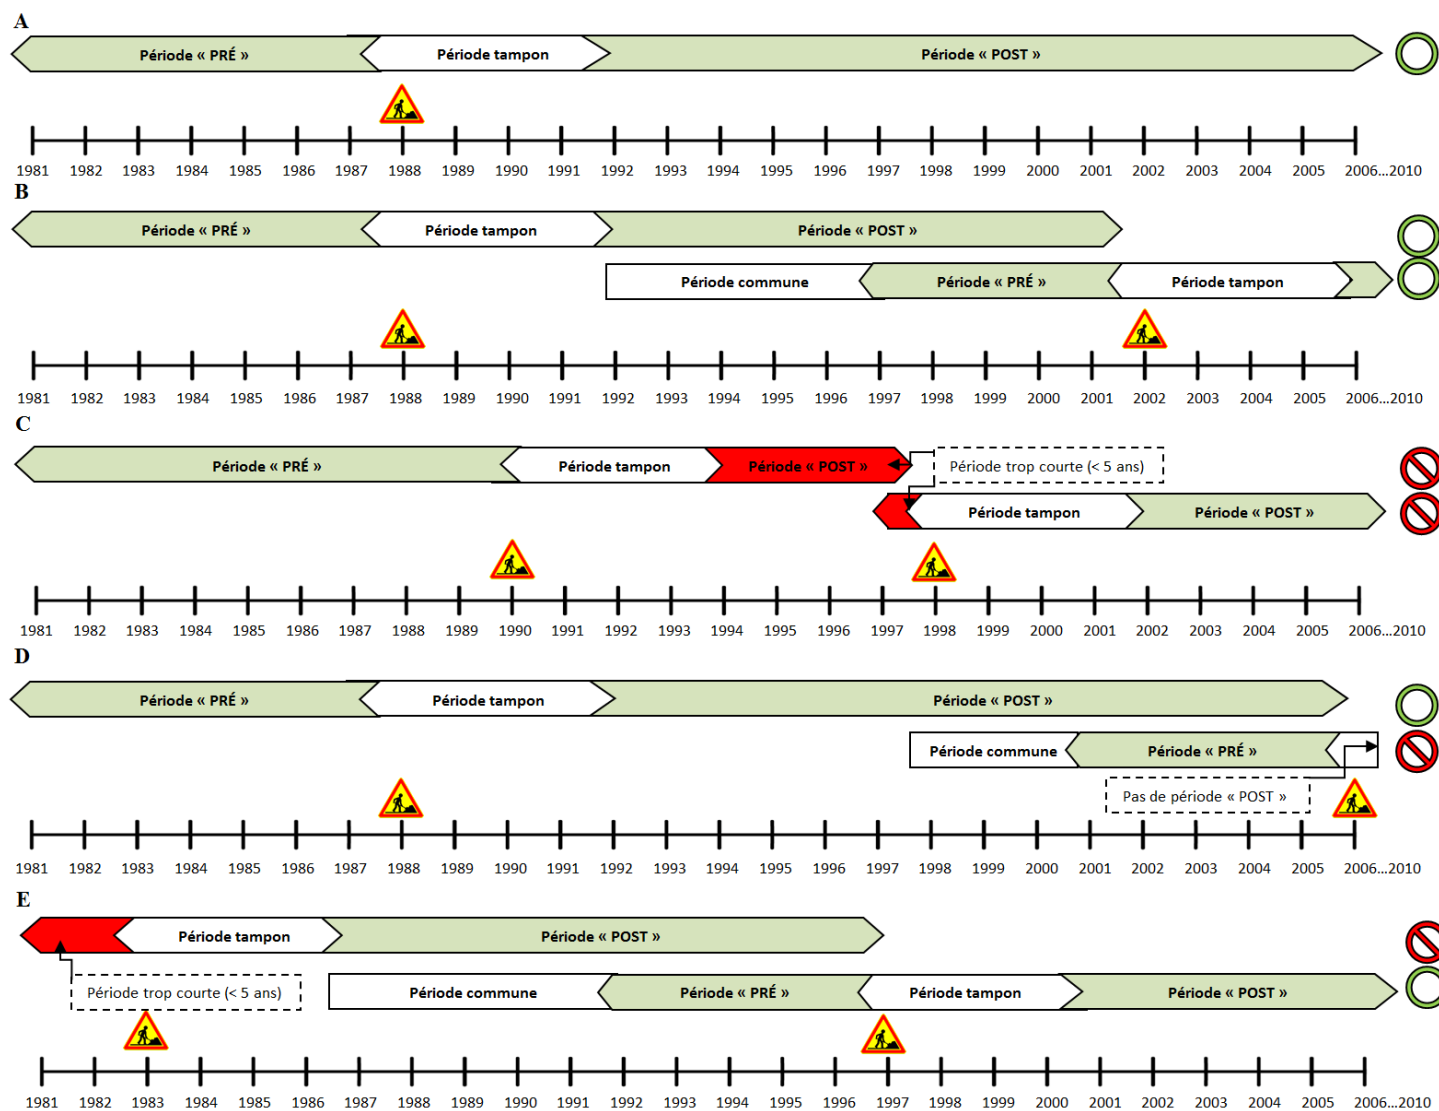 A
Période « PRÉ » Période tampon Période « POST »
1981 1982 1983 1984 1985 1986 1987 1988 1989 1990 1991 1992 1993 1994 1995 1996 1997 1998 1999 2000 2001 2002 2003 2004 2005 2006...2010
B
Période « PRÉ » Période tampon Période « POST »
Période commune Période « PRÉ » Période tampon
1981 1982 1983 1984 1985 1986 1987 1988 1989 1990 1991 1992 1993 1994 1995 1996 1997 1998 1999 2000 2001 2002 2003 2004 2005 2006...2010
C
Période « PRÉ » Période tampon Période « POST » Période trop courte (< 5 ans)
Période tampon Période « POST »
1981 1982 1983 1984 1985 1986 1987 1988 1989 1990 1991 1992 1993 1994 1995 1996 1997 1998 1999 2000 2001 2002 2003 2004 2005 2006...2010
D
Période « PRÉ » Période tampon Période « POST »
Période commune Période « PRÉ »
Pas de période « POST »
1981 1982 1983 1984 1985 1986 1987 1988 1989 1990 1991 1992 1993 1994 1995 1996 1997 1998 1999 2000 2001 2002 2003 2004 2005 2006...2010
E
Période tampon Période « POST »
Période trop courte (< 5 ans) Période commune Période « PRÉ » Période tampon Période « POST »
1981 1982 1983 1984 1985 1986 1987 1988 1989 1990 1991 1992 1993 1994 1995 1996 1997 1998 1999 2000 2001 2002 2003 2004 2005 2006...2010